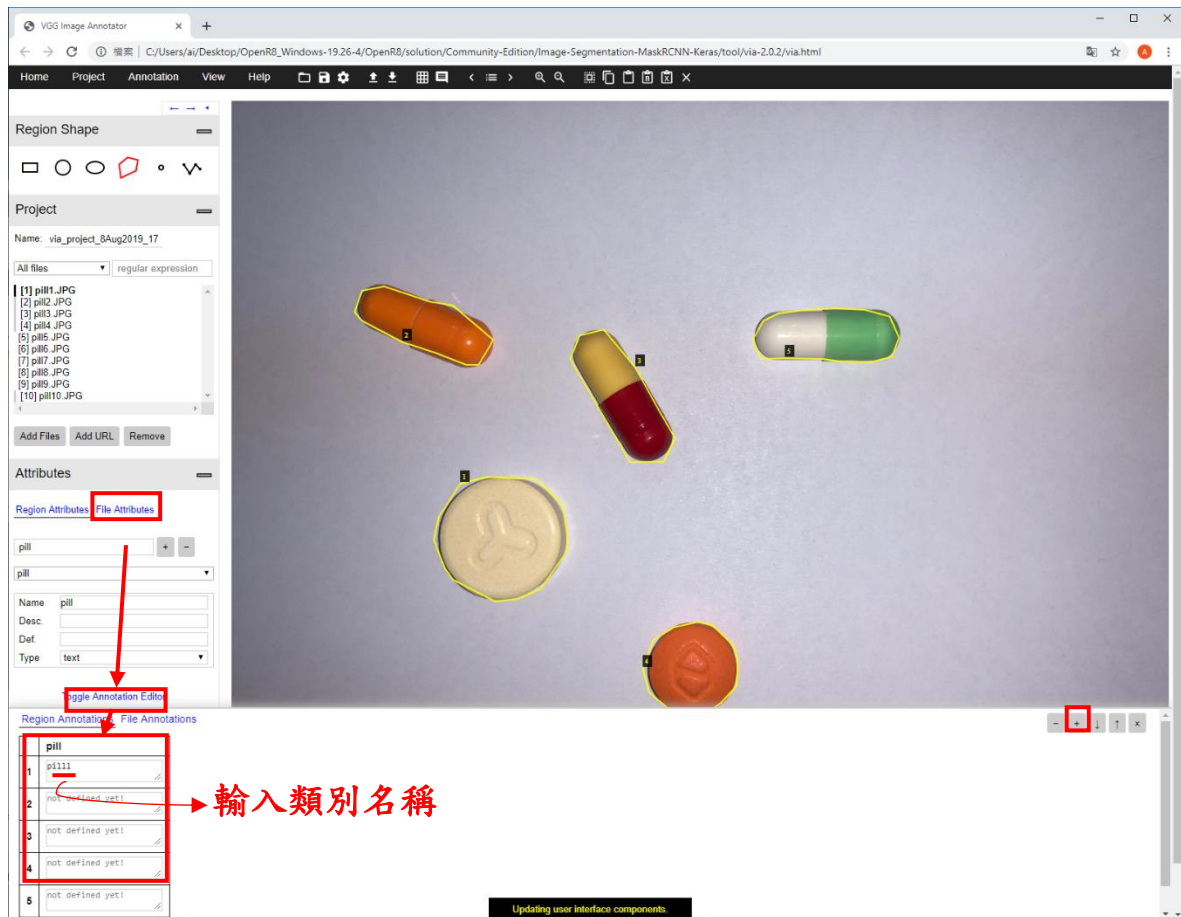 VGG Image Annotator
檔案 | C:/Users/ai/Desktop/OpenR8_Windows-19.26-4/OpenR8/solution/Community-Edition/Image-Segmentation-MaskRCNN-Keras/tool/via-2.0.2/via.html
A
Home Project Annotation View Help
Region Shape
Project
Name: via_project_8Aug2019_17
All files regular expression
[1] pill1.JPG
[2] pill2.JPG
[3] pill3.JPG
[4] pill4.JPG
[5] pill5.JPG
[6] pill6.JPG
[7] pill7.JPG
[8] pill8.JPG
[9] pill9.JPG
[10] pill10.JPG
Add Files Add URL Remove
Attributes
Region Attributes File Attributes
pill + −
pill
Name pill
Desc.
Def.
Type text
Toggle Annotation Editor
2
3
5
1
4
Region Annotations File Annotations
− + ↓ ↑ ×
pill
1 pill1
2 not defined yet!
輸入類別名稱
3 not defined yet!
4 not defined yet!
5 not defined yet!
Updating user interface components.